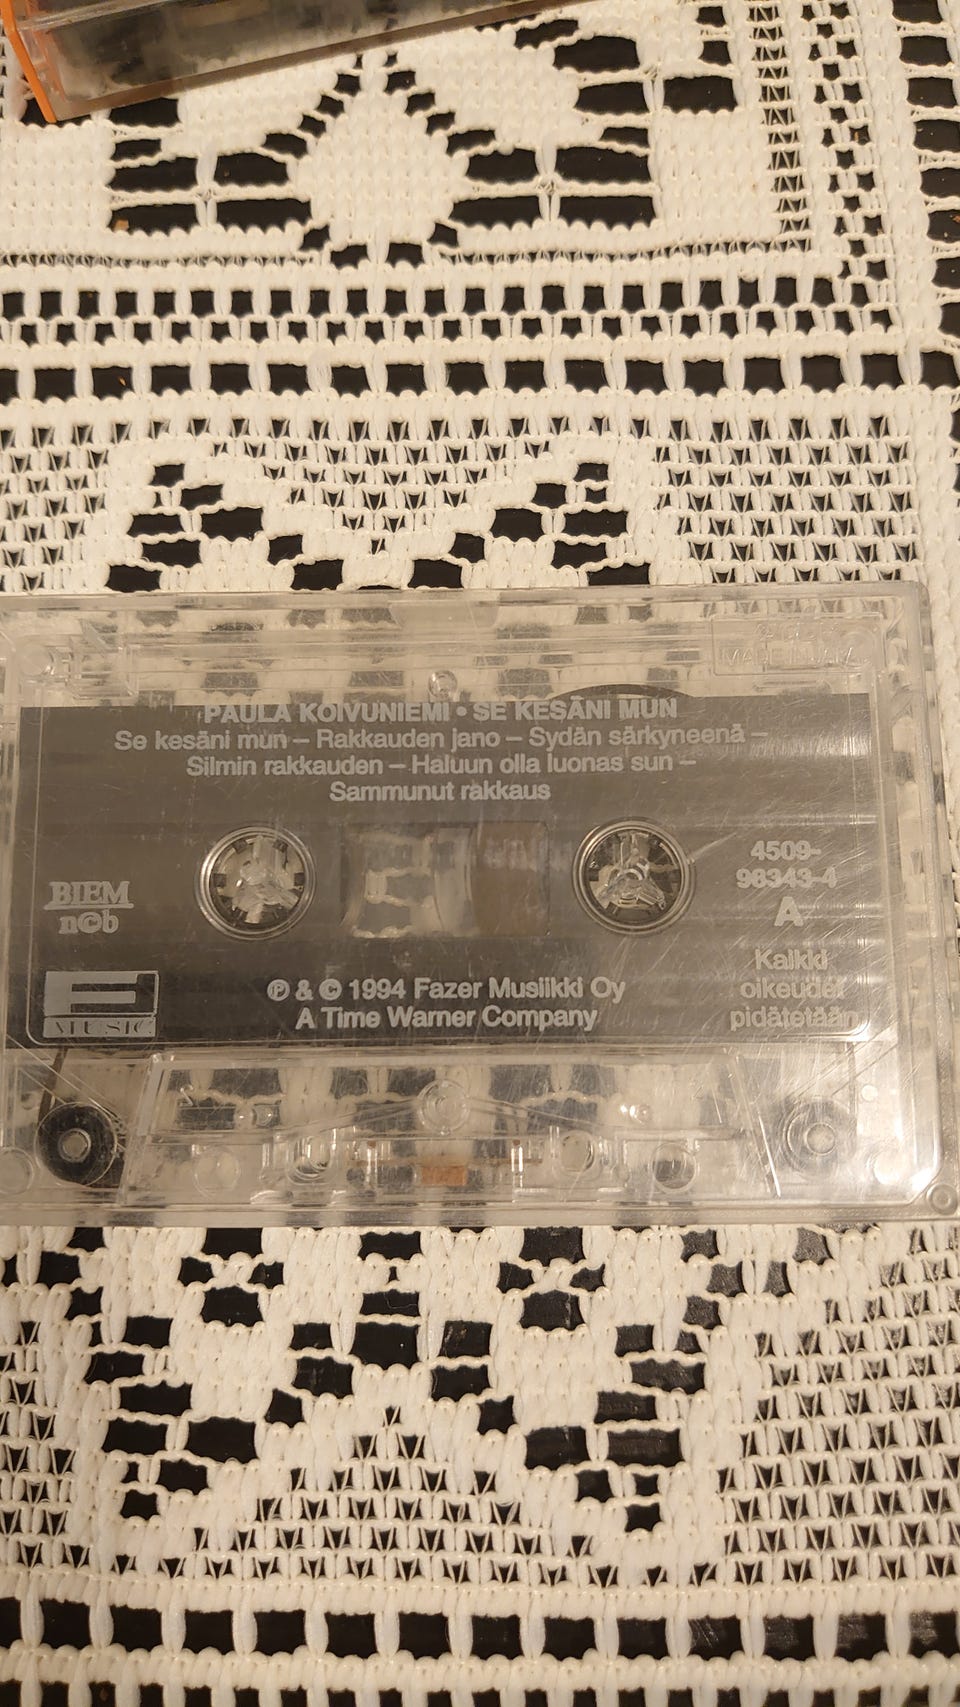 PAULA KOIVUNIEMI • SE KESÄNI MUN
Se kesäni mun – Rakkauden jano – Sydän särkyneenä –
Silmin rakkauden – Haluun olla luonas sun –
Sammunut rakkaus
4509-
98343-4
A
BIEM
n©b
Kaikki
oikeudet
pidätetään
MUSIC
℗ & © 1994 Fazer Musiikki Oy
A Time Warner Company